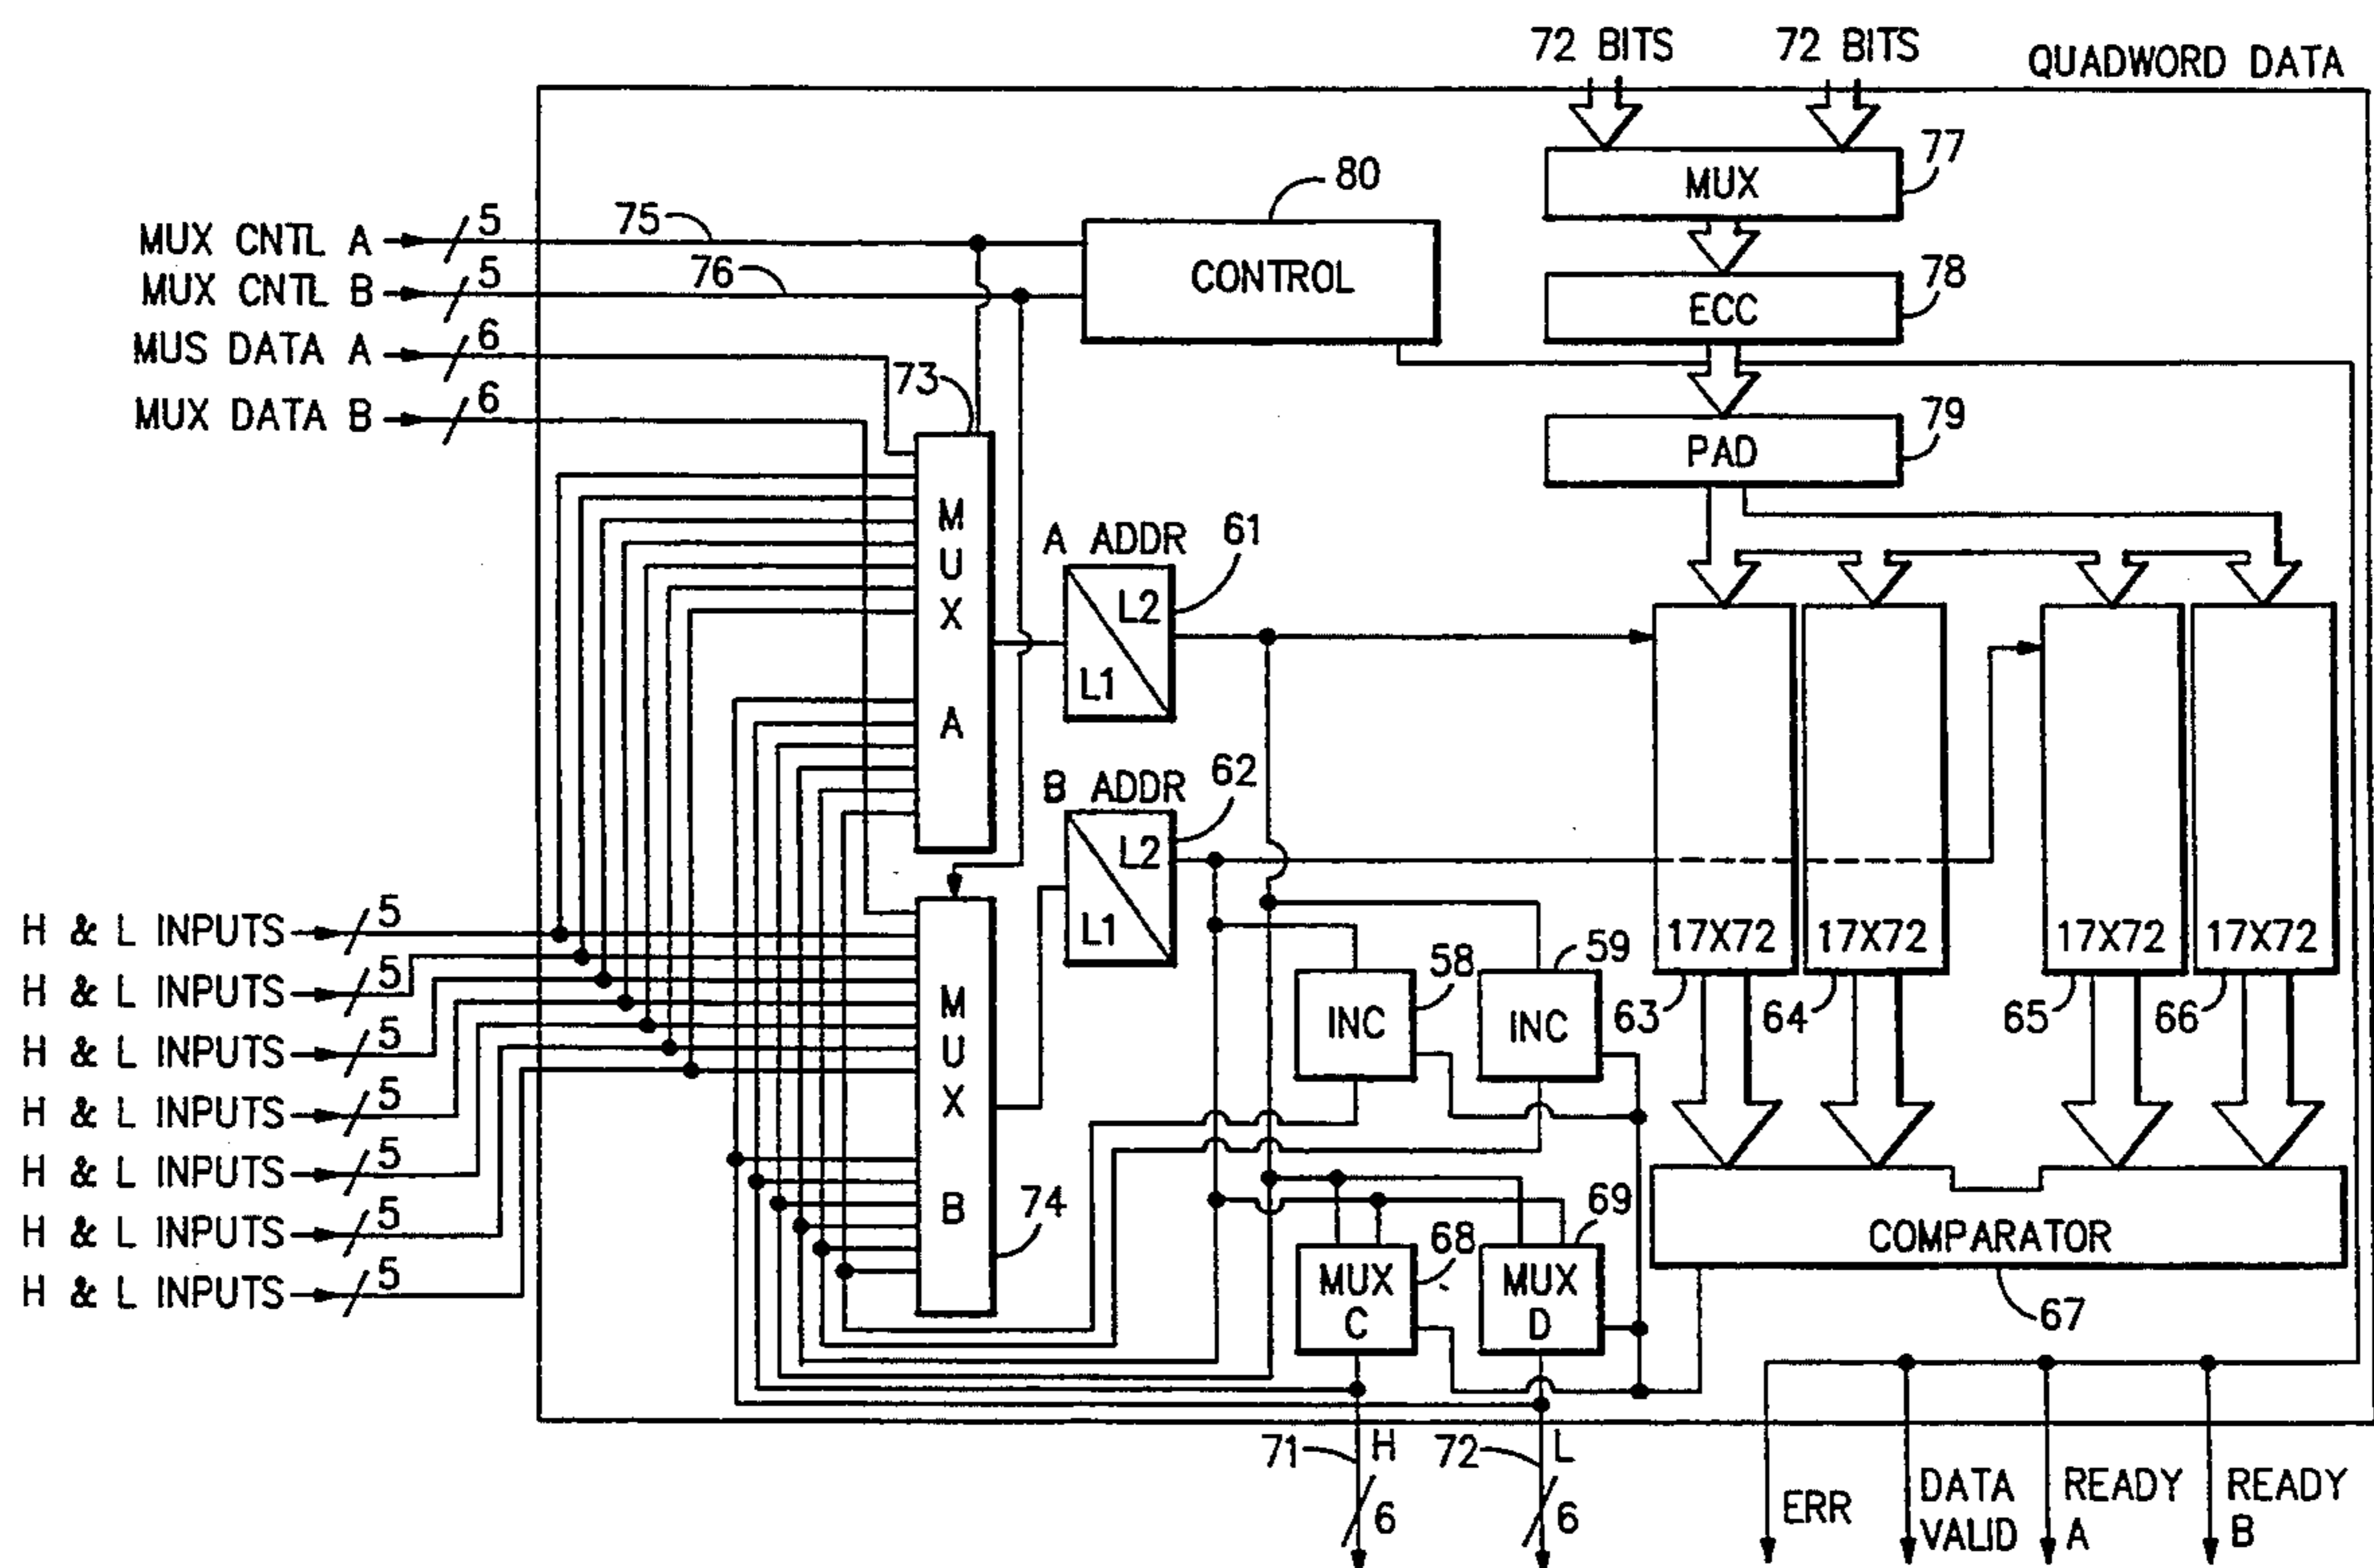 72 BITS
72 BITS
QUADWORD DATA
77
MUX
80
MUX CNTL A
5
75
MUX CNTL B
5
76
CONTROL
78
ECC
MUS DATA A
6
73
MUX DATA B
6
79
PAD
M
U
X
A
A ADDR
61
L2
L1
B ADDR
62
L2
L1
H & L INPUTS
5
H & L INPUTS
5
H & L INPUTS
5
H & L INPUTS
5
H & L INPUTS
5
H & L INPUTS
5
H & L INPUTS
5
M
U
X
B
74
58
INC
59
INC
17X72
17X72
17X72
17X72
63
64
65
66
68
MUX
C
69
MUX
D
COMPARATOR
67
71
H
6
72
L
6
ERR
DATA
VALID
READY
A
READY
B